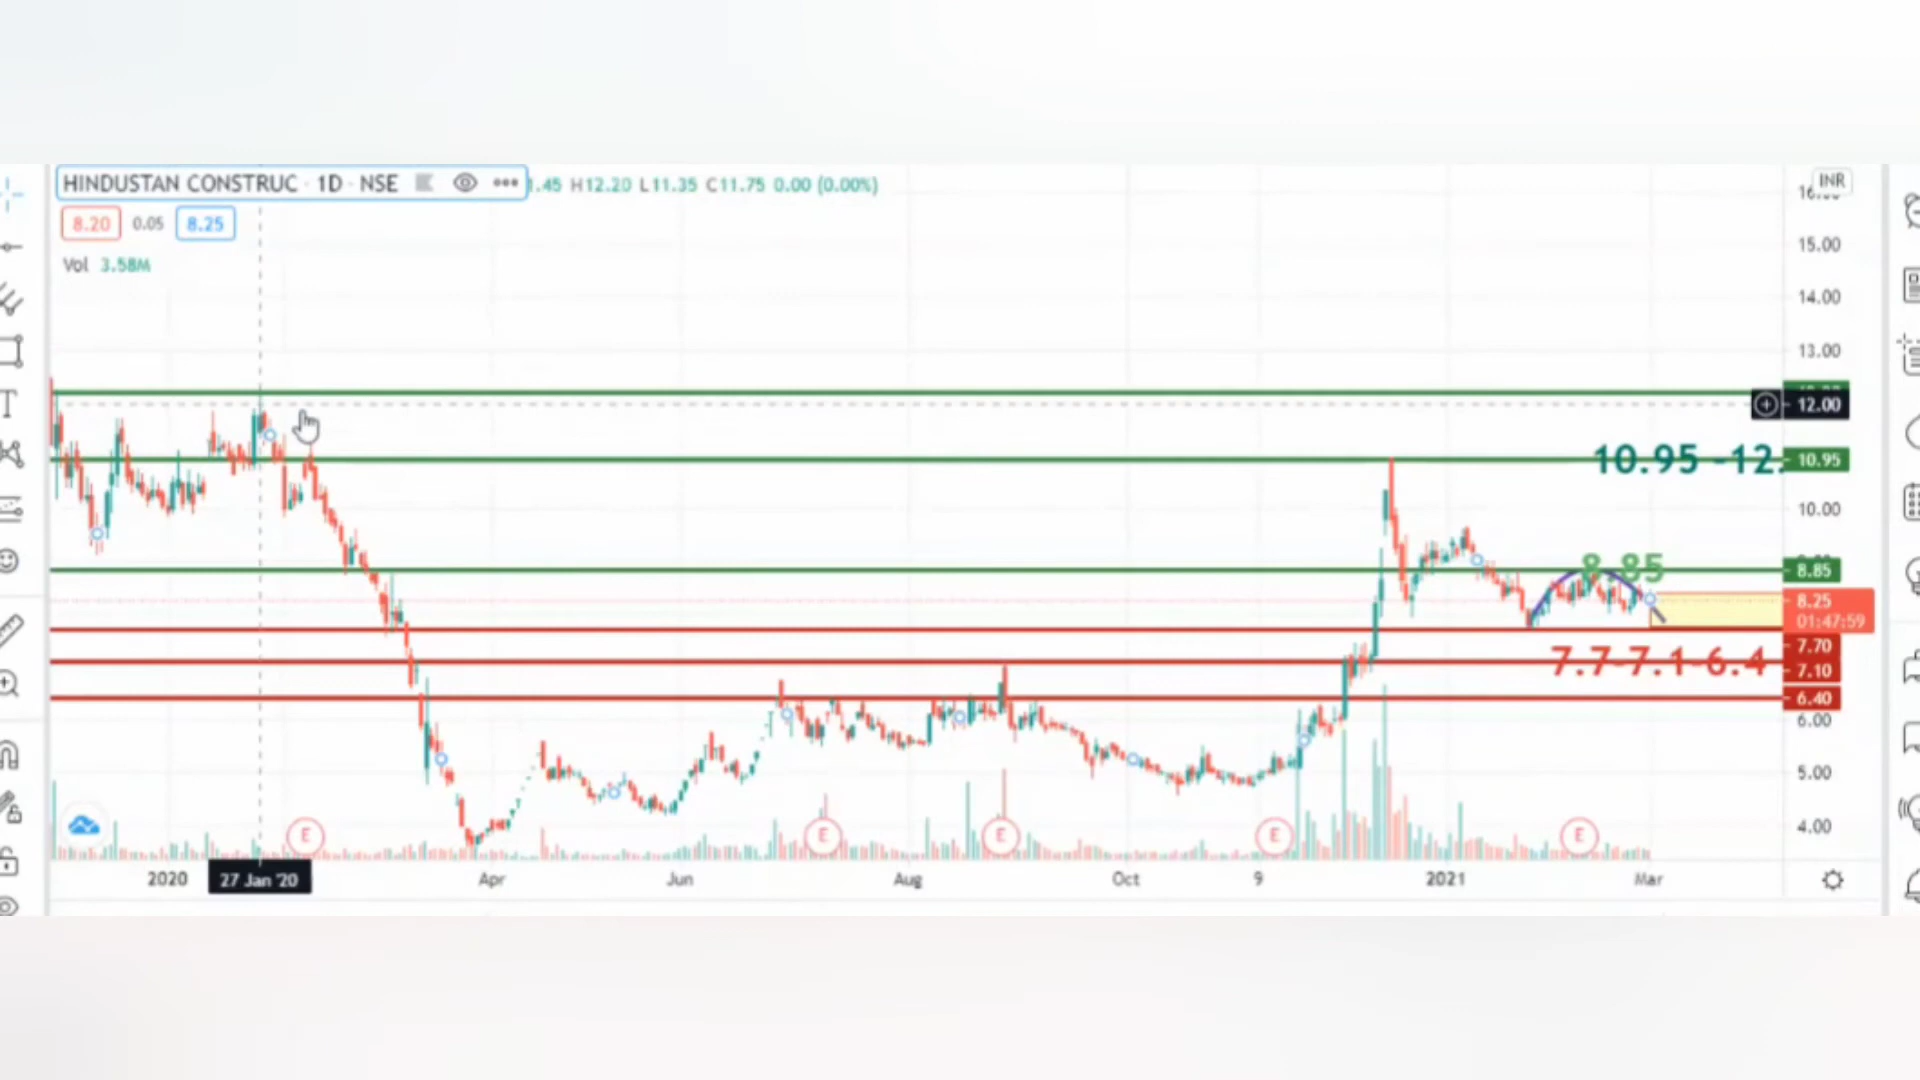 HINDUSTAN CONSTRUC · 1D · NSE
1.45 H12.20 L11.35 C11.75 0.00 (0.00%)
INR
8.20 0.05 8.25
Vol 3.58M
15.00
14.00
13.00
12.00
10.95 -12.
10.95
10.00
8.85
8.85
8.25
01:47:59
7.70
7.7-7.1-6.4
7.10
6.40
6.00
5.00
4.00
E E E E E
2020 27 Jan '20 Apr Jun Aug Oct 9 2021 Mar